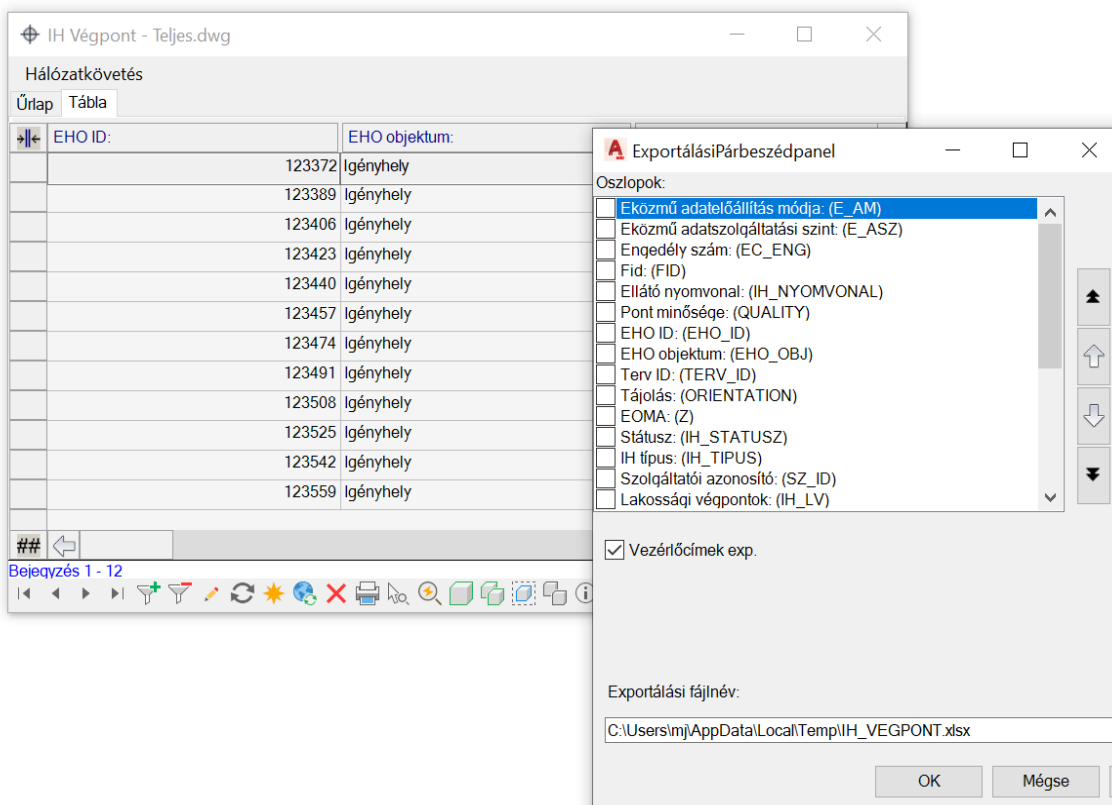 IH Végpont - Teljes.dwg
Hálózatkövetés
Űrlap Tábla
EHO ID: EHO objektum:
123372 Igényhely
123389 Igényhely
123406 Igényhely
123423 Igényhely
123440 Igényhely
123457 Igényhely
123474 Igényhely
123491 Igényhely
123508 Igényhely
123525 Igényhely
123542 Igényhely
123559 Igényhely
##
Bejegyzés 1 - 12
ExportálásiPárbeszédpanel
Oszlopok:
Eközmű adatelőállítás módja: (E_AM)
Eközmű adatszolgáltatási szint: (E_ASZ)
Engedély szám: (EC_ENG)
Fid: (FID)
Ellátó nyomvonal: (IH_NYOMVONAL)
Pont minősége: (QUALITY)
EHO ID: (EHO_ID)
EHO objektum: (EHO_OBJ)
Terv ID: (TERV_ID)
Tájolás: (ORIENTATION)
EOMA: (Z)
Státusz: (IH_STATUSZ)
IH típus: (IH_TIPUS)
Szolgáltatói azonosító: (SZ_ID)
Lakossági végpontok: (IH_LV)
Vezérlőcímek exp.
Exportálási fájlnév:
C:\Users\mj\AppData\Local\Temp\IH_VEGPONT.xlsx
OK Mégse